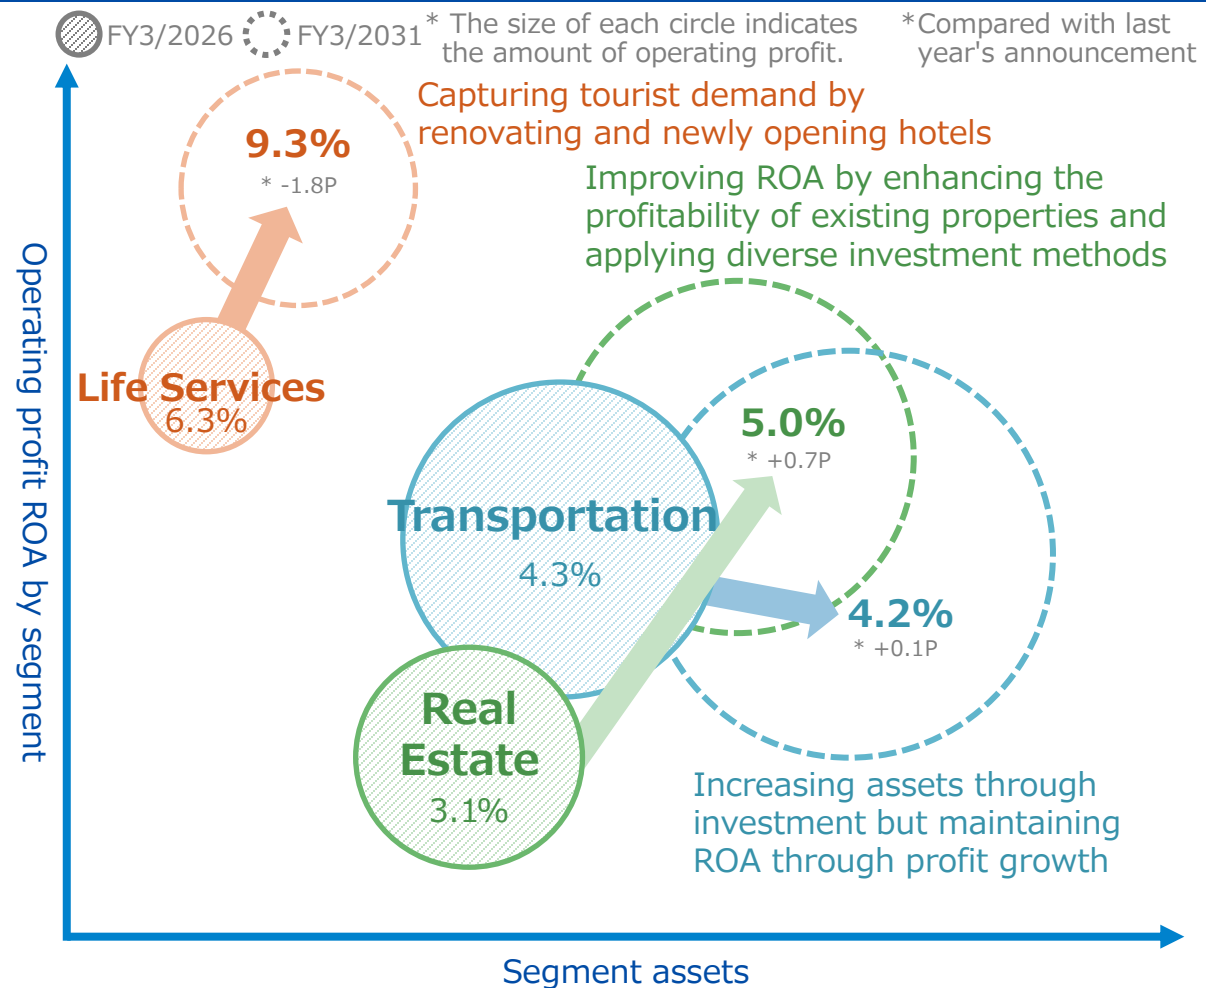 FY3/2026
FY3/2031
* The size of each circle indicates
the amount of operating profit.
*Compared with last
year's announcement
Capturing tourist demand by
renovating and newly opening hotels
9.3%
* -1.8P
Improving ROA by enhancing the
profitability of existing properties and
applying diverse investment methods
Operating profit ROA by segment
Life Services
6.3%
5.0%
* +0.7P
Transportation
4.3%
4.2%
* +0.1P
Real
Estate
3.1%
Increasing assets through
investment but maintaining
ROA through profit growth
Segment assets